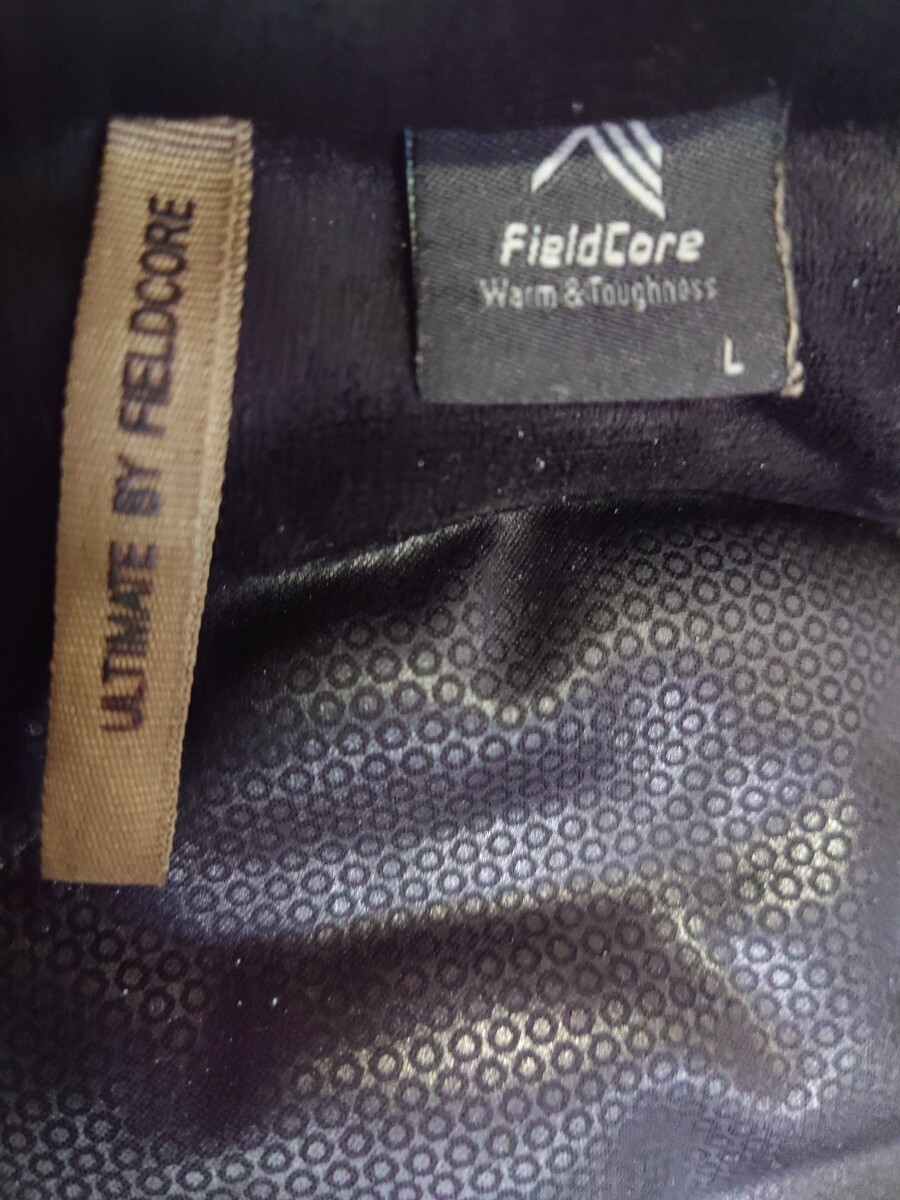 ULTIMATE BY FIELDCORE
FieldCore
Warm & Toughness
L